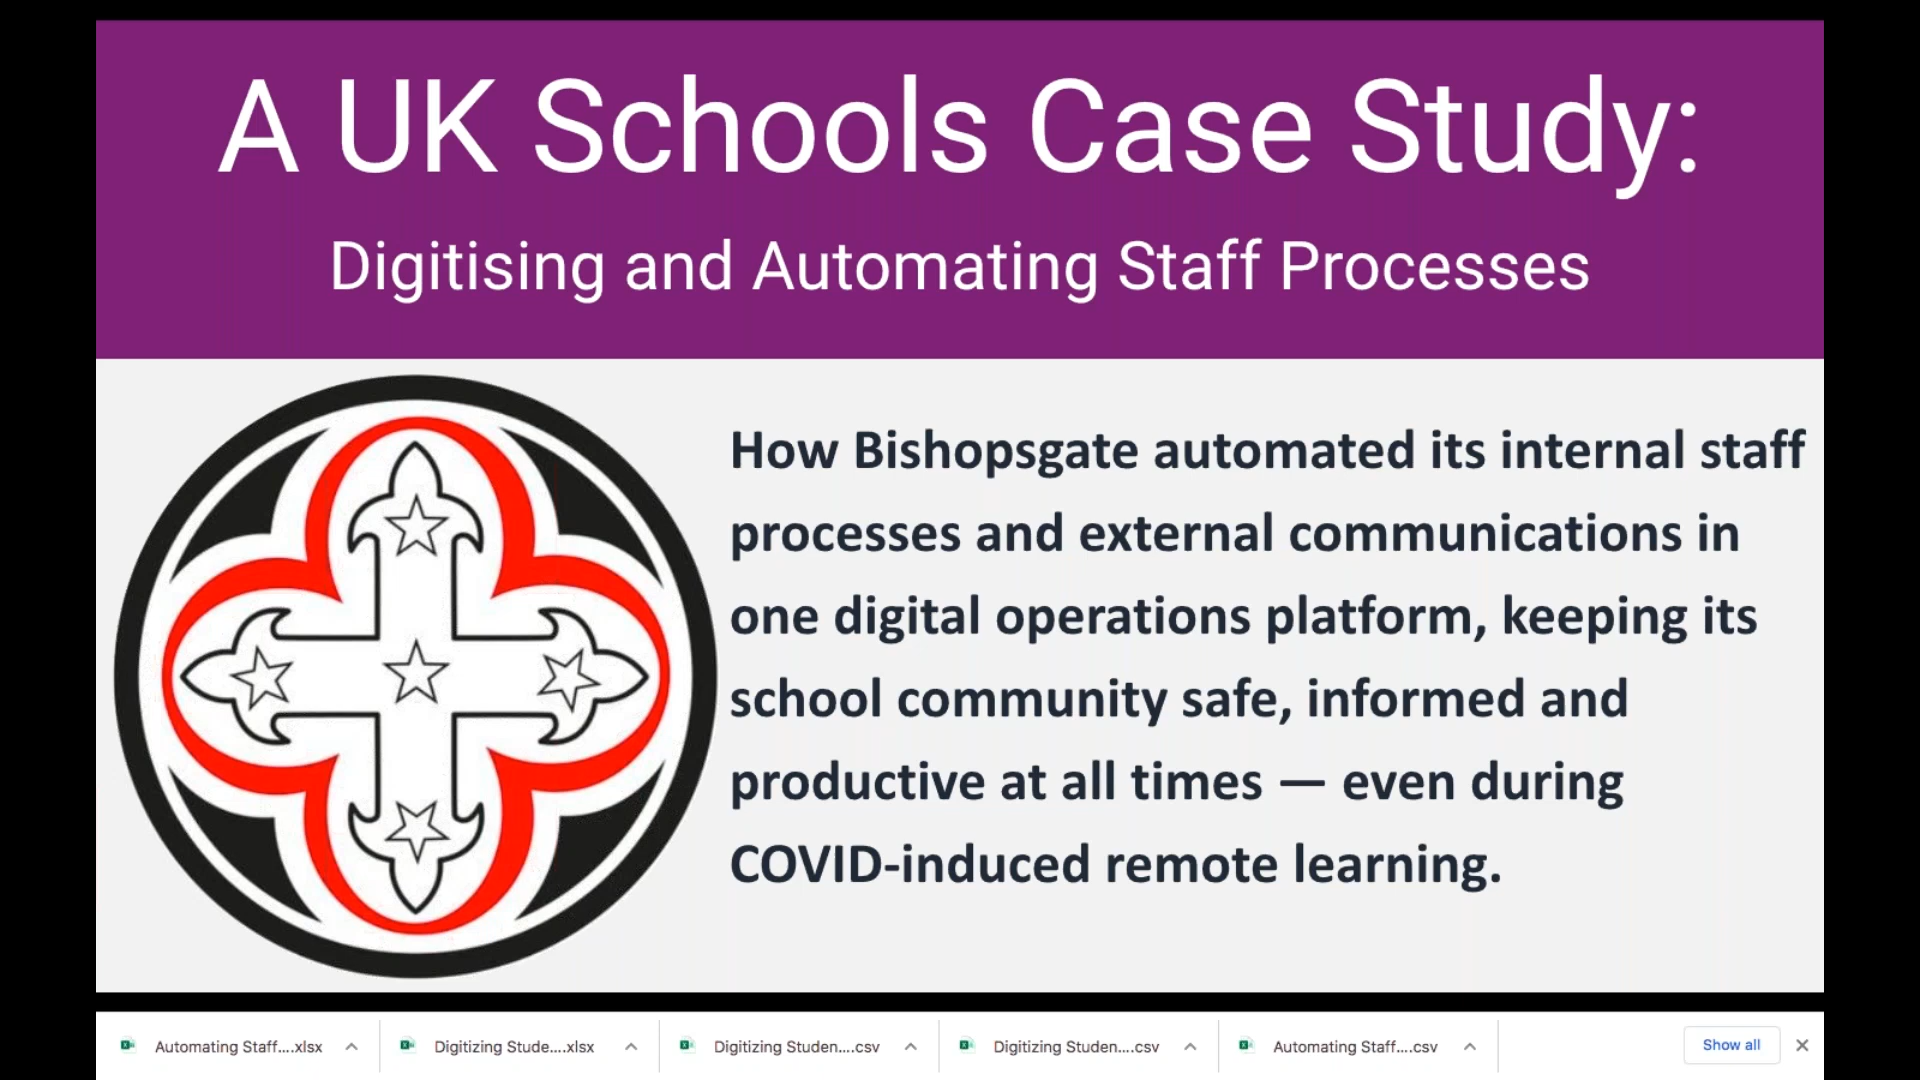 A UK Schools Case Study:
Digitising and Automating Staff Processes
How Bishopsgate automated its internal staff
processes and external communications in
one digital operations platform, keeping its
school community safe, informed and
productive at all times — even during
COVID-induced remote learning.
Automating Staff....xlsx
Digitizing Stude....xlsx
Digitizing Studen....csv
Digitizing Studen....csv
Automating Staff....csv
Show all